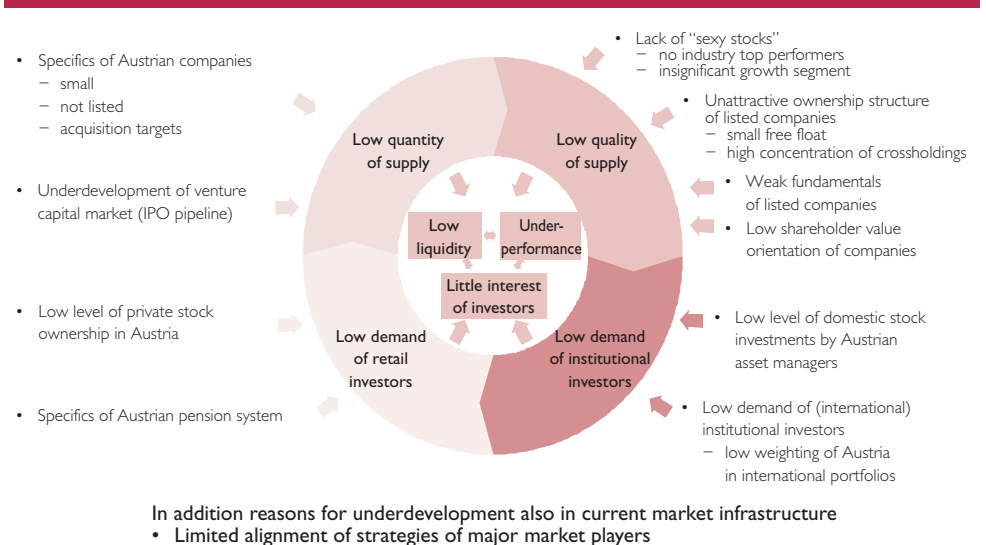 • Specifics of Austrian companies
– small
– not listed
– acquisition targets
• Underdevelopment of venture
capital market (IPO pipeline)
• Low level of private stock
ownership in Austria
• Specifics of Austrian pension system
Low quantity
of supply
Low quality
of supply
Low
liquidity
Under-
performance
Little interest
of investors
Low demand
of retail
investors
Low demand
of institutional
investors
• Lack of “sexy stocks”
– no industry top performers
– insignificant growth segment
• Unattractive ownership structure
of listed companies
– small free float
– high concentration of crossholdings
• Weak fundamentals
of listed companies
• Low shareholder value
orientation of companies
• Low level of domestic stock
investments by Austrian
asset managers
• Low demand of (international)
institutional investors
– low weighting of Austria
in international portfolios
In addition reasons for underdevelopment also in current market infrastructure
• Limited alignment of strategies of major market players